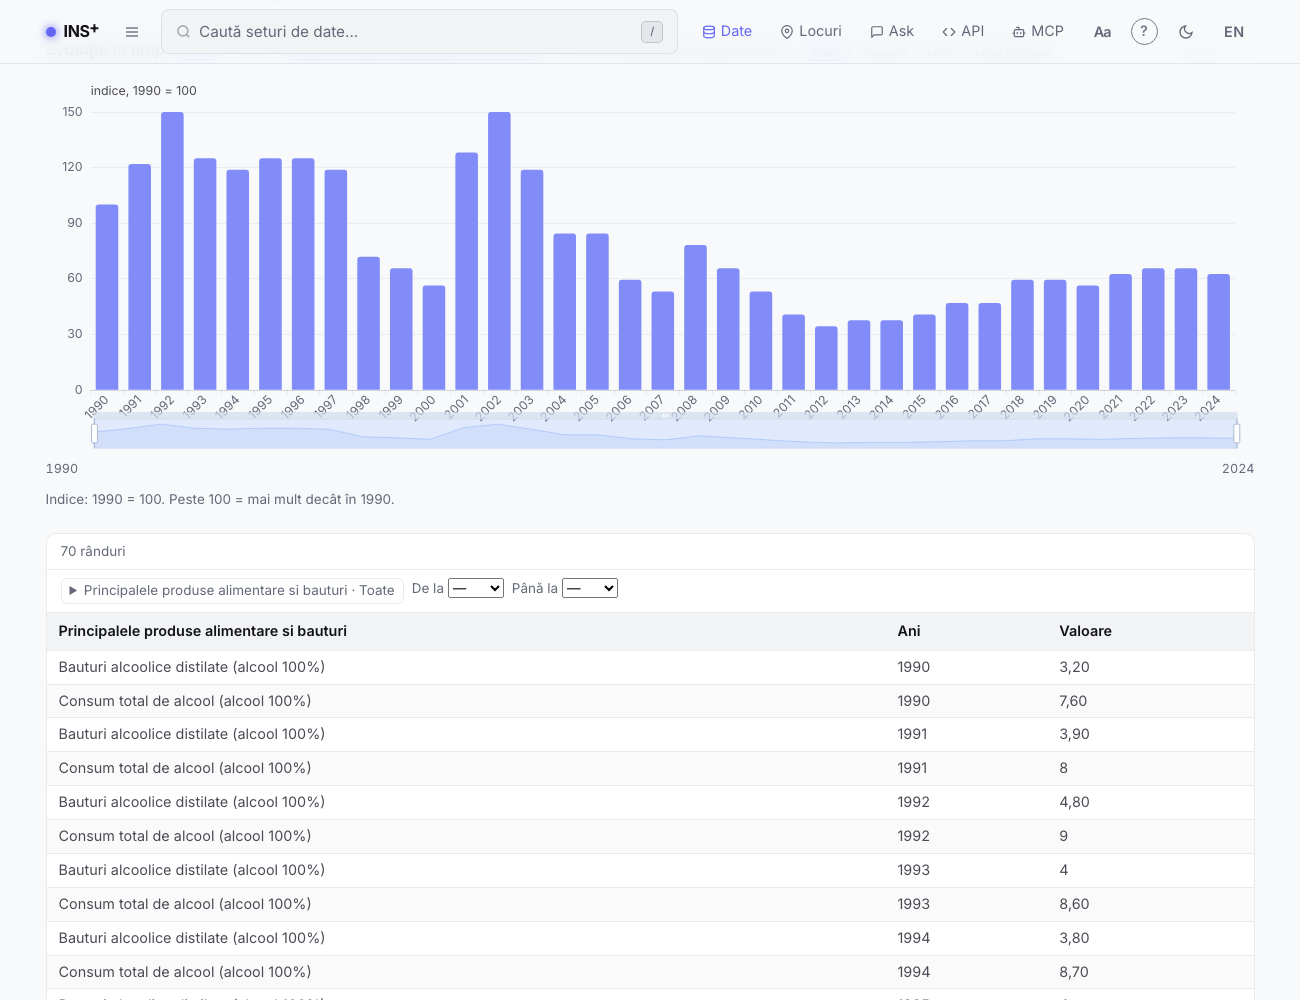 INS+
Caută seturi de date...
/
Date
Locuri
Ask
API
MCP
Aa
?
EN
indice, 1990 = 100
150
120
90
60
30
0
1990 1991 1992 1993 1994 1995 1996 1997 1998 1999 2000 2001 2002 2003 2004 2005 2006 2007 2008 2009 2010 2011 2012 2013 2014 2015 2016 2017 2018 2019 2020 2021 2022 2023 2024
1990 2024
Indice: 1990 = 100. Peste 100 = mai mult decât în 1990.
70 rânduri
Principalele produse alimentare si bauturi · Toate De la — Până la —
Principalele produse alimentare si bauturi Ani Valoare
Bauturi alcoolice distilate (alcool 100%) 1990 3,20
Consum total de alcool (alcool 100%) 1990 7,60
Bauturi alcoolice distilate (alcool 100%) 1991 3,90
Consum total de alcool (alcool 100%) 1991 8
Bauturi alcoolice distilate (alcool 100%) 1992 4,80
Consum total de alcool (alcool 100%) 1992 9
Bauturi alcoolice distilate (alcool 100%) 1993 4
Consum total de alcool (alcool 100%) 1993 8,60
Bauturi alcoolice distilate (alcool 100%) 1994 3,80
Consum total de alcool (alcool 100%) 1994 8,70